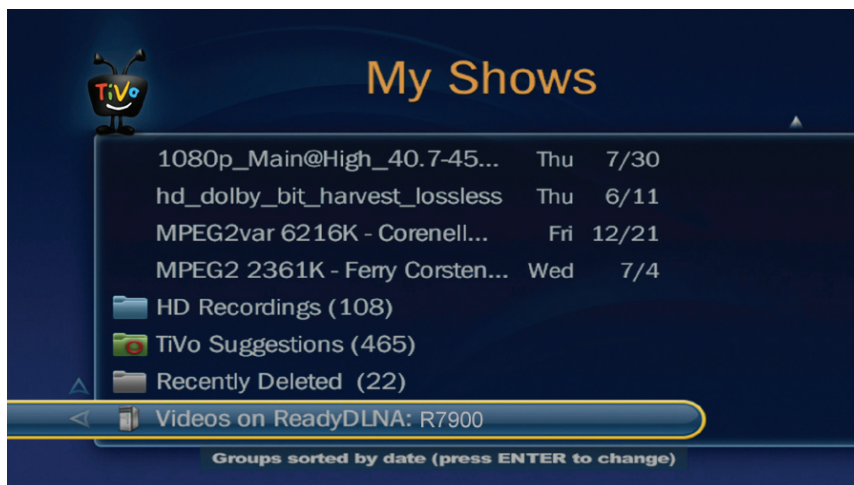 TiVo
My Shows
1080p_Main@High_40.7-45... Thu 7/30
hd_dolby_bit_harvest_lossless Thu 6/11
MPEG2var 6216K - Corenell... Fri 12/21
MPEG2 2361K - Ferry Corsten... Wed 7/4
HD Recordings (108)
TiVo Suggestions (465)
Recently Deleted (22)
Videos on ReadyDLNA: R7900
Groups sorted by date (press ENTER to change)